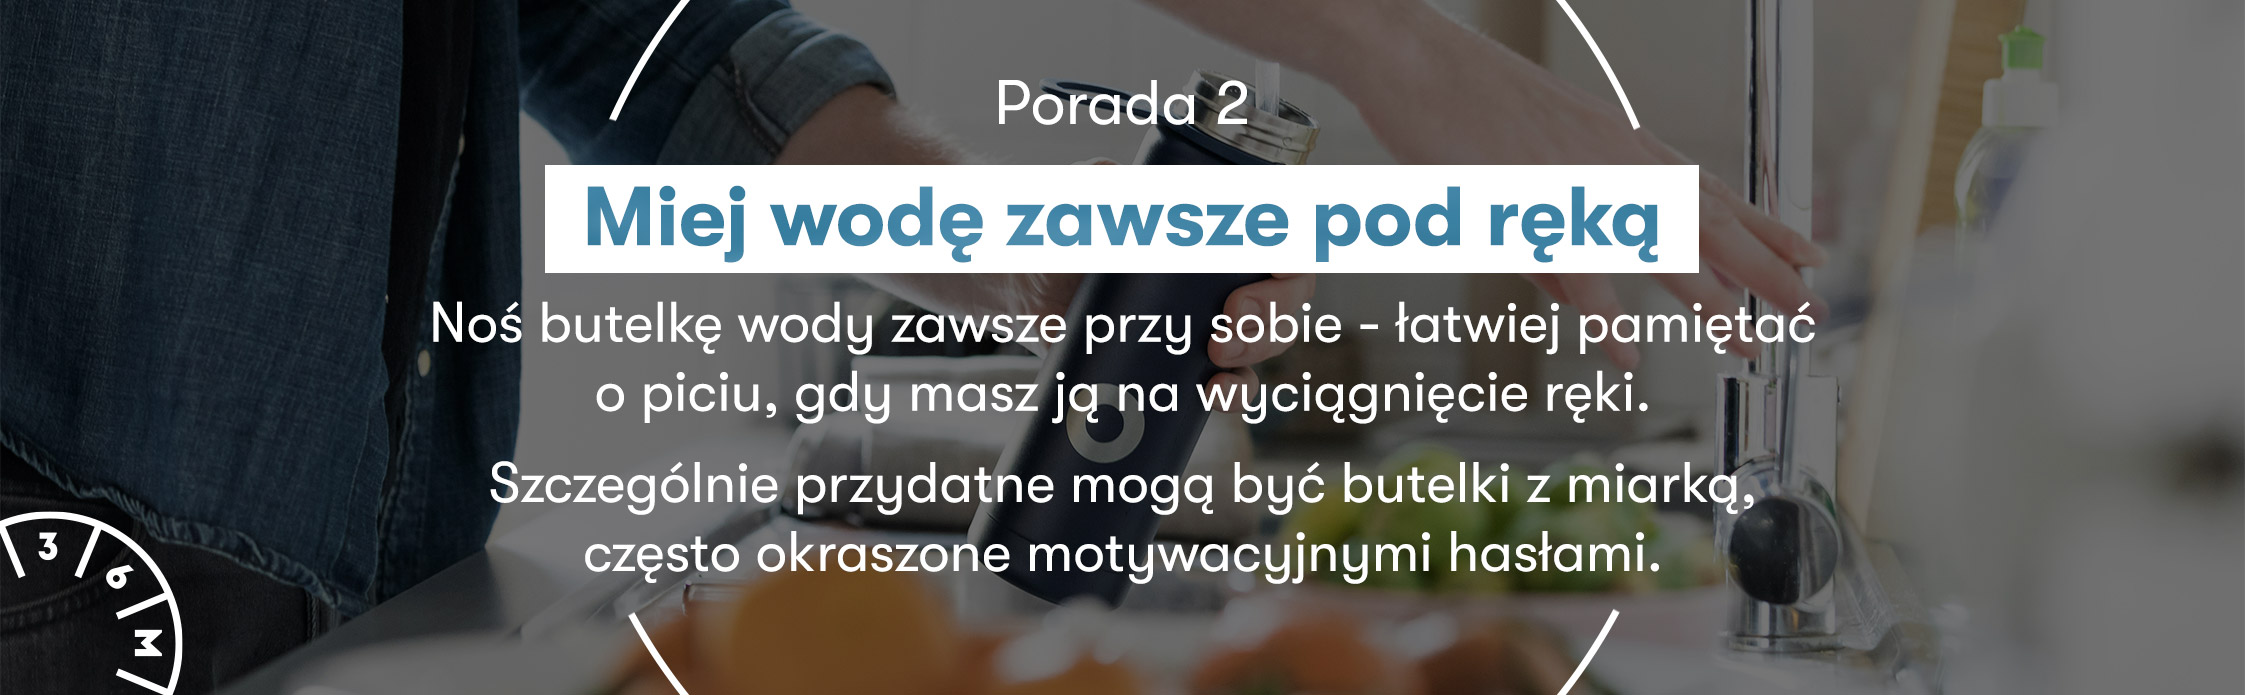 Porada 2
Miej wodę zawsze pod ręką
Noś butelkę wody zawsze przy sobie - łatwiej pamiętać
o piciu, gdy masz ją na wyciągnięcie ręki.
Szczególnie przydatne mogą być butelki z miarką,
często okraszone motywacyjnymi hasłami.
3
6
M